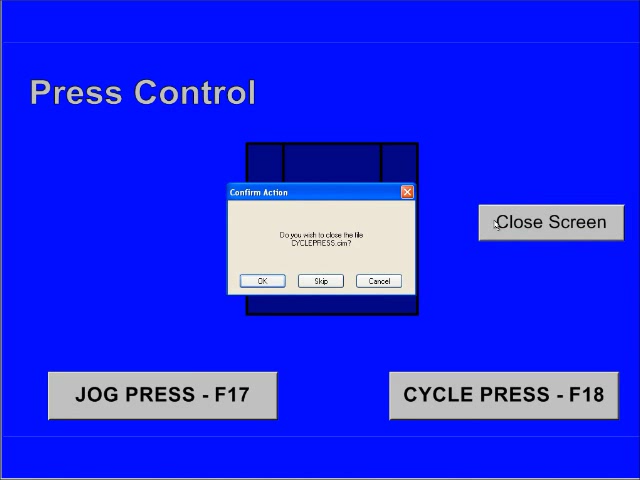 Press Control
Confirm Action
Do you wish to close the file
CYCLEPRESS.cim?
OK
Skip
Cancel
Close Screen
JOG PRESS - F17
CYCLE PRESS - F18